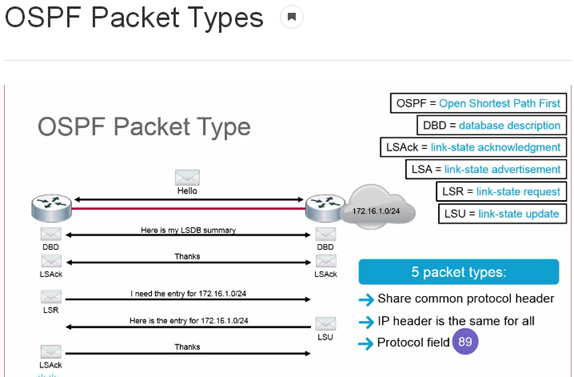 OSPF Packet Types
OSPF Packet Type
OSPF = Open Shortest Path First
DBD = database description
LSAck = link-state acknowledgment
LSA = link-state advertisement
LSR = link-state request
LSU = link-state update
Hello
172.16.1.0/24
Here is my LSDB summary
DBD
DBD
Thanks
LSAck
LSAck
I need the entry for 172.16.1.0/24
LSR
Here is the entry for 172.16.1.0/24
LSU
Thanks
LSAck
5 packet types:
Share common protocol header
IP header is the same for all
Protocol field 89